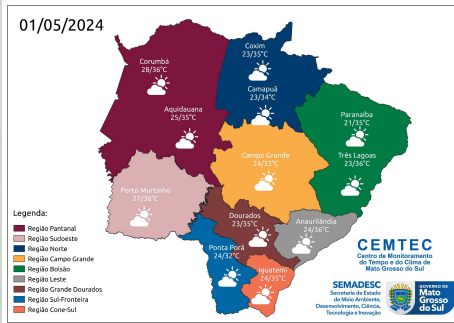 01/05/2024
Coxim
23/35°C
Corumbá
28/36°C
Camapuã
23/34°C
Aquidauana
25/35°C
Paranaíba
21/35°C
Campo Grande
24/33°C
Três Lagoas
23/36°C
Porto Murtinho
27/36°C
Dourados
23/35°C
Anaurilândia
24/36°C
Ponta Porã
24/32°C
Iguatemi
24/35°C
Legenda:
Região Pantanal
Região Sudoeste
Região Norte
Região Campo Grande
Região Bolsão
Região Leste
Região Grande Dourados
Região Sul-Fronteira
Região Cone-Sul
CEMTEC
Centro de Monitoramento
do Tempo e do Clima de
Mato Grosso do Sul
SEMADESC
Secretaria de Estado
de Meio Ambiente,
Desenvolvimento, Ciência,
Tecnologia e Inovação
GOVERNO DE
Mato
Grosso
do Sul